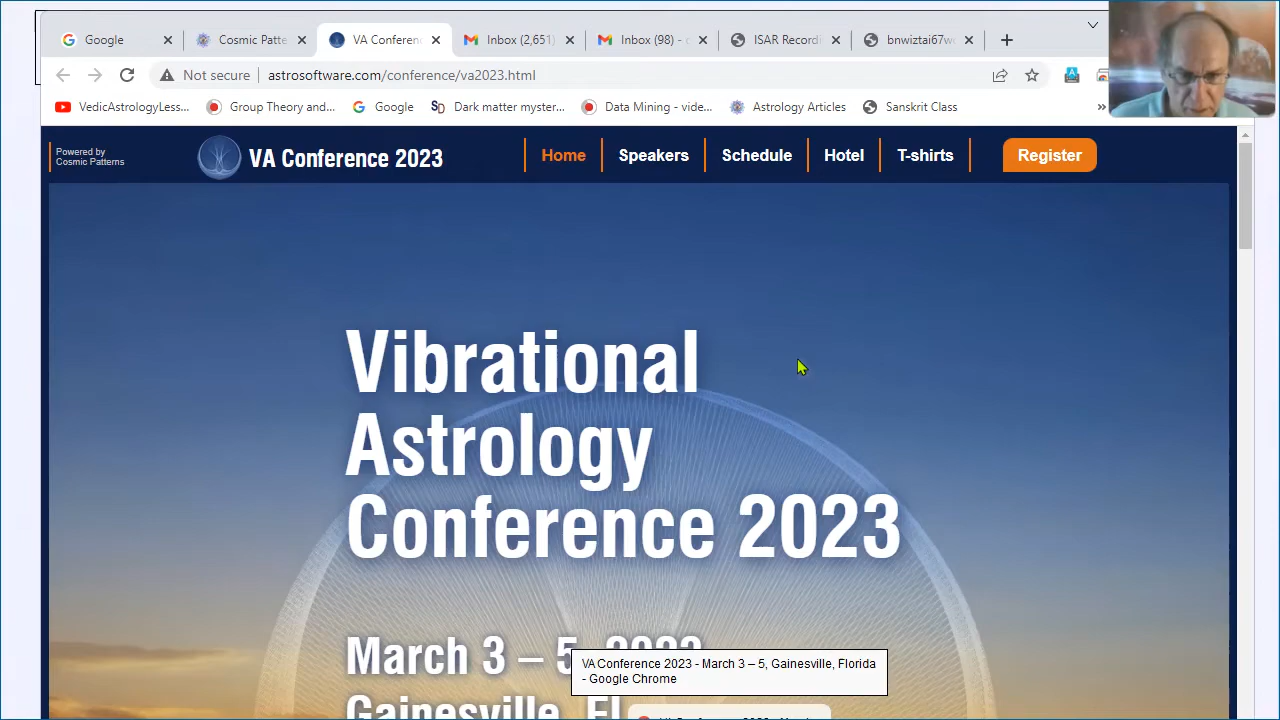 Google
Cosmic Patte
VA Conferen
Inbox (2,651)
Inbox (98) - c
ISAR Recordi
bnwiztai67w
Not secure
astrosoftware.com/conference/va2023.html
VedicAstrologyLess...
Group Theory and...
Google
Dark matter myster...
Data Mining - vide...
Astrology Articles
Sanskrit Class
»
Powered by
Cosmic Patterns
VA Conference 2023
Home
Speakers
Schedule
Hotel
T-shirts
Register
Vibrational
Astrology
Conference 2023
March 3 – 5, 2023
Gainesville, Fl
VA Conference 2023 - March 3 – 5, Gainesville, Florida
- Google Chrome